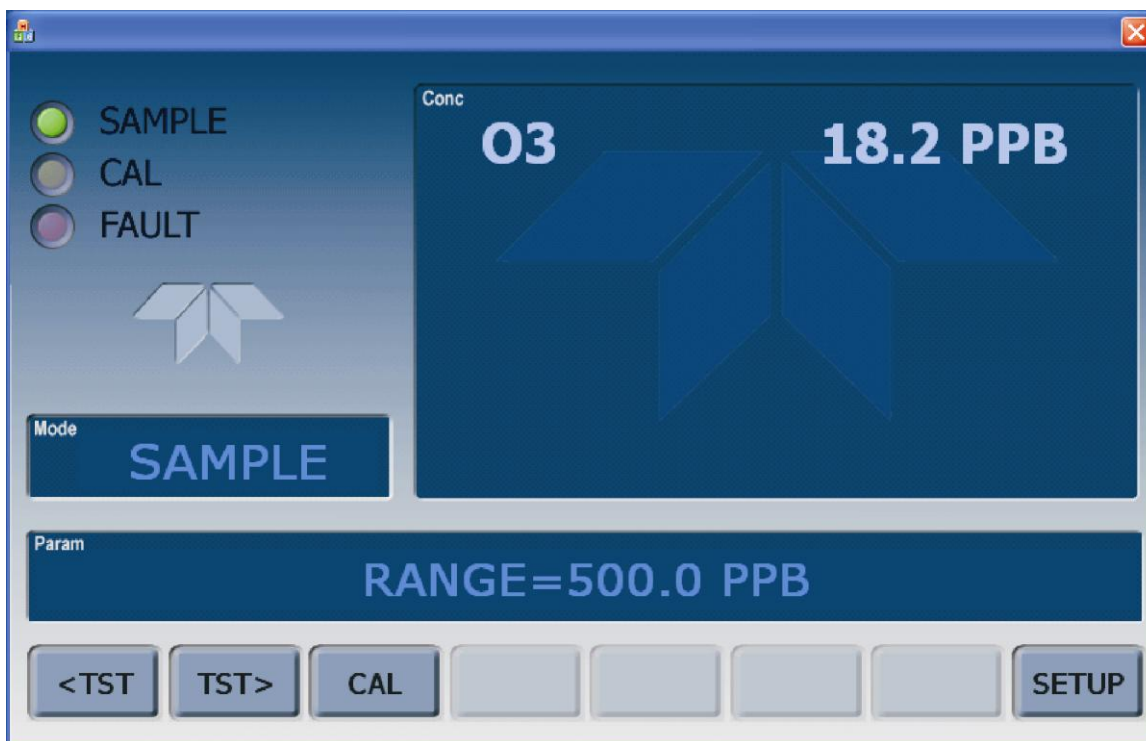 SAMPLE
CAL
FAULT
Conc
O3 18.2 PPB
Mode
SAMPLE
Param
RANGE=500.0 PPB
<TST TST> CAL SETUP